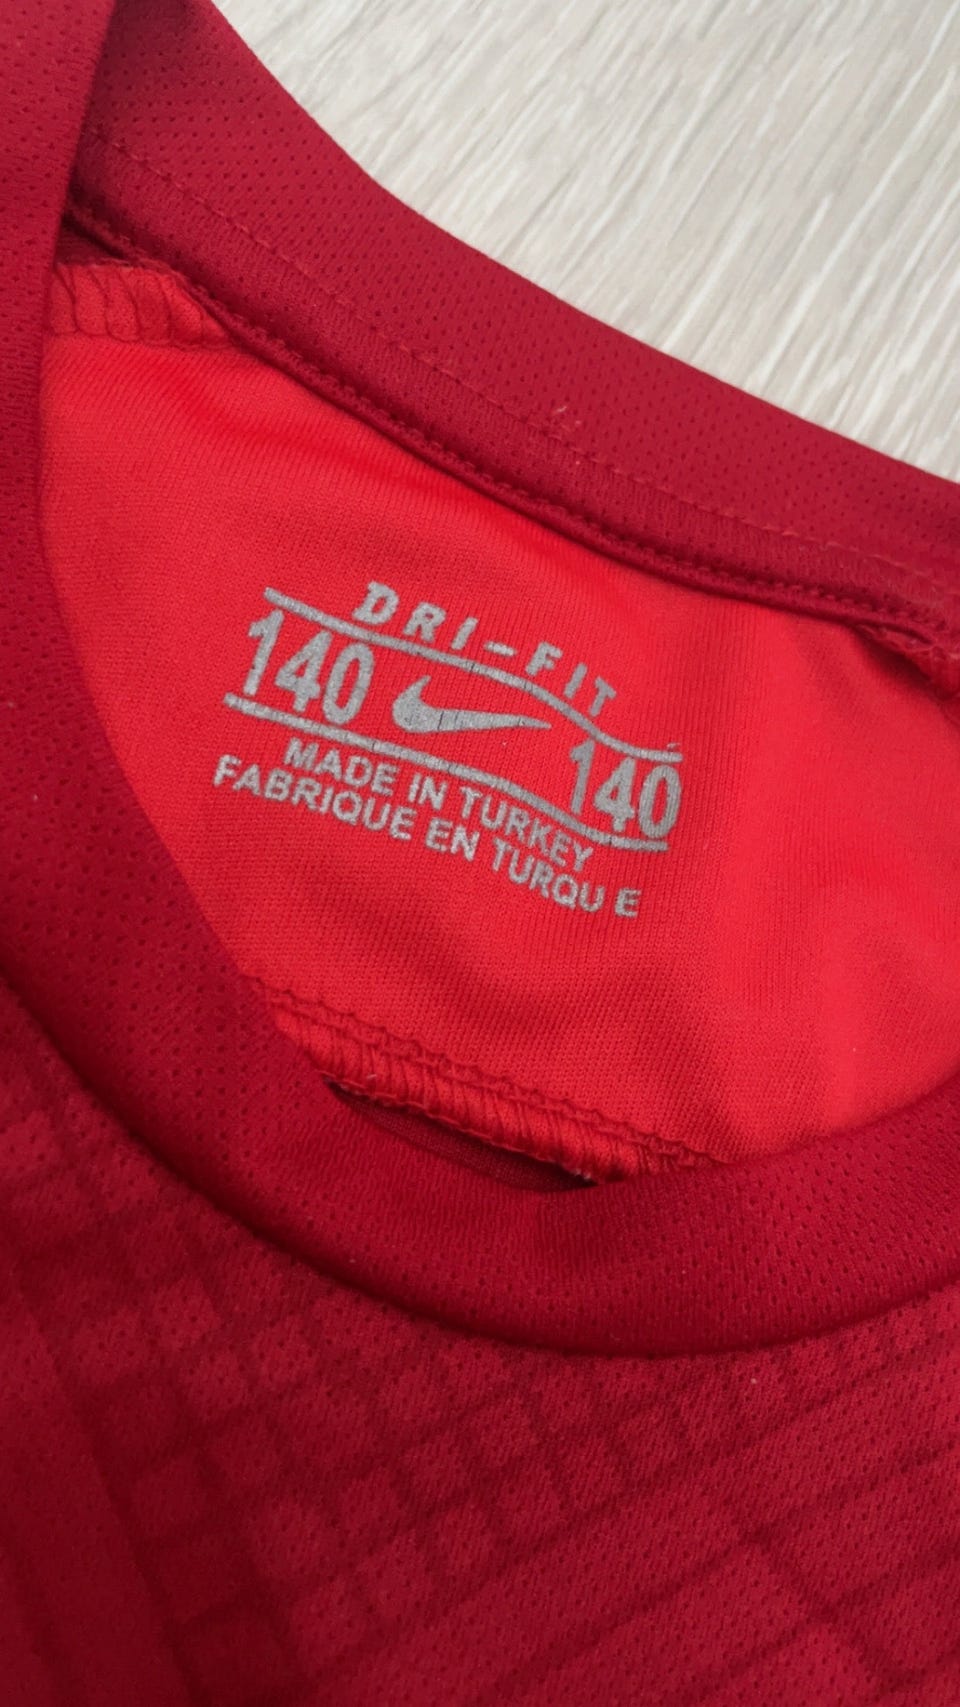 DRI-FIT
140 140
MADE IN TURKEY
FABRIQUE EN TURQU E